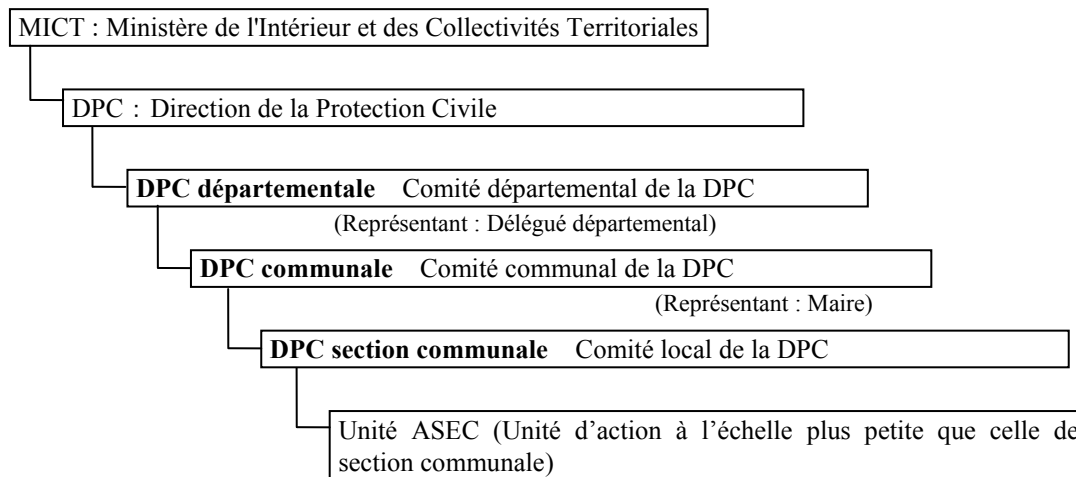 MICT : Ministère de l'Intérieur et des Collectivités Territoriales
DPC : Direction de la Protection Civile
DPC départementale Comité départemental de la DPC
(Représentant : Délégué départemental)
DPC communale Comité communal de la DPC
(Représentant : Maire)
DPC section communale Comité local de la DPC
Unité ASEC (Unité d’action à l’échelle plus petite que celle de
section communale)